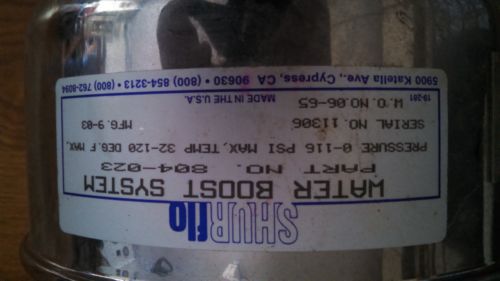 SHURflo
WATER BOOST SYSTEM
PART NO. 804-023
PRESSURE 0-116 PSI MAX, TEMP 32-120 DEG.F MAX.
SERIAL NO. 11306 MFG. 9-03
W.O. NO.06-65 MADE IN THE U.S.A.
19-281
5900 Katella Ave., Cypress, CA 90630 • (800) 854-3213 • (800) 762-8094